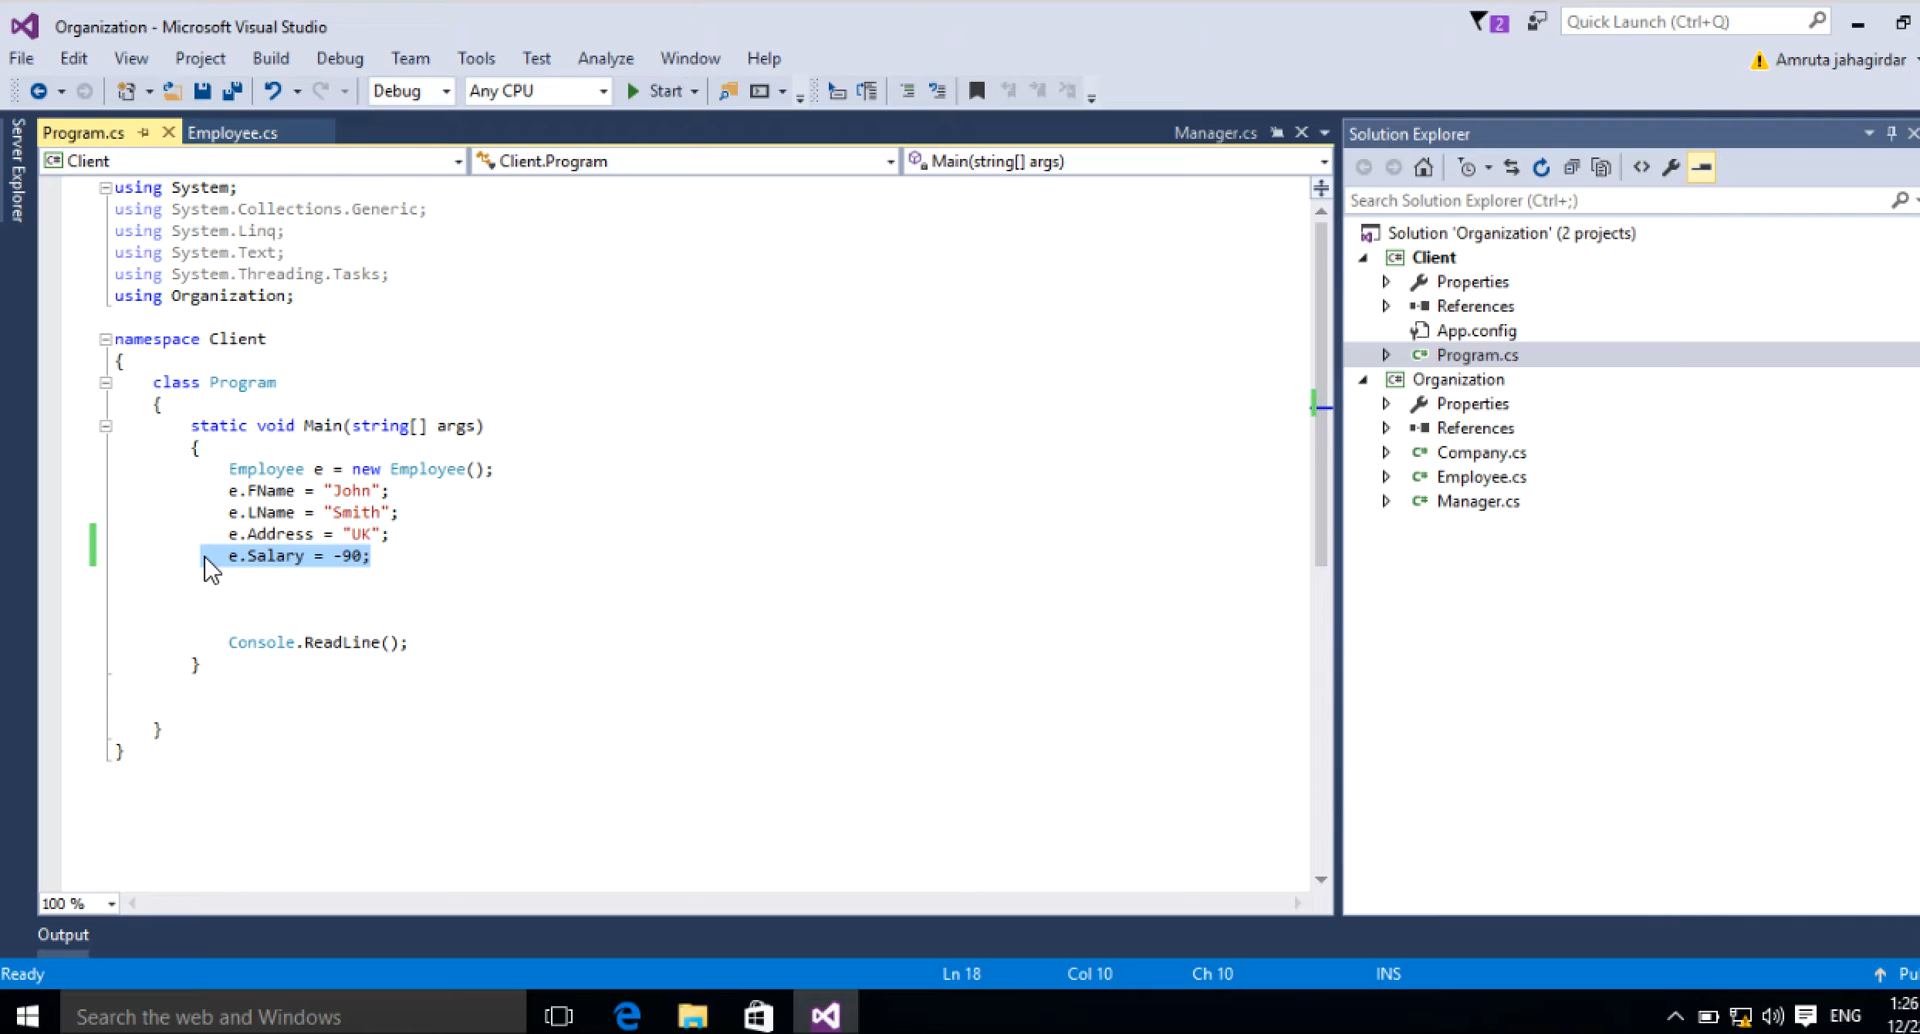 Organization - Microsoft Visual Studio
2
Quick Launch (Ctrl+Q)
File Edit View Project Build Debug Team Tools Test Analyze Window Help
Amruta jahagirdar
Debug Any CPU Start
Server Explorer
Program.cs Employee.cs Manager.cs
Client Client.Program Main(string[] args)
using System;
using System.Collections.Generic;
using System.Linq;
using System.Text;
using System.Threading.Tasks;
using Organization;
namespace Client
{
class Program
{
static void Main(string[] args)
{
Employee e = new Employee();
e.FName = "John";
e.LName = "Smith";
e.Address = "UK";
e.Salary = -90;
Console.ReadLine();
}
}
}
100 %
Solution Explorer
Search Solution Explorer (Ctrl+;)
Solution 'Organization' (2 projects)
Client
Properties
References
App.config
Program.cs
Organization
Properties
References
Company.cs
Employee.cs
Manager.cs
Output
Ready Ln 18 Col 10 Ch 10 INS Pu
Search the web and Windows
ENG
1:26
12/2